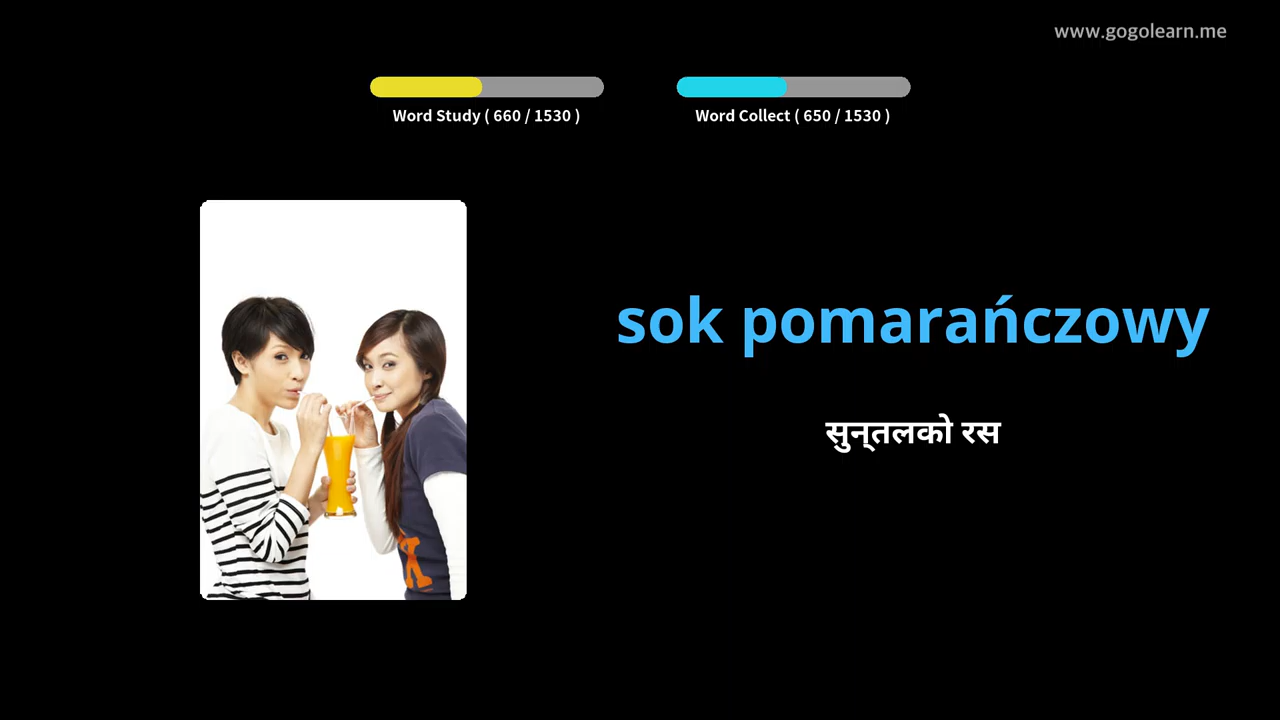 www.gogolearn.me
Word Study ( 660 / 1530 )
Word Collect ( 650 / 1530 )
sok pomarańczowy
सुन्‌तलको रस